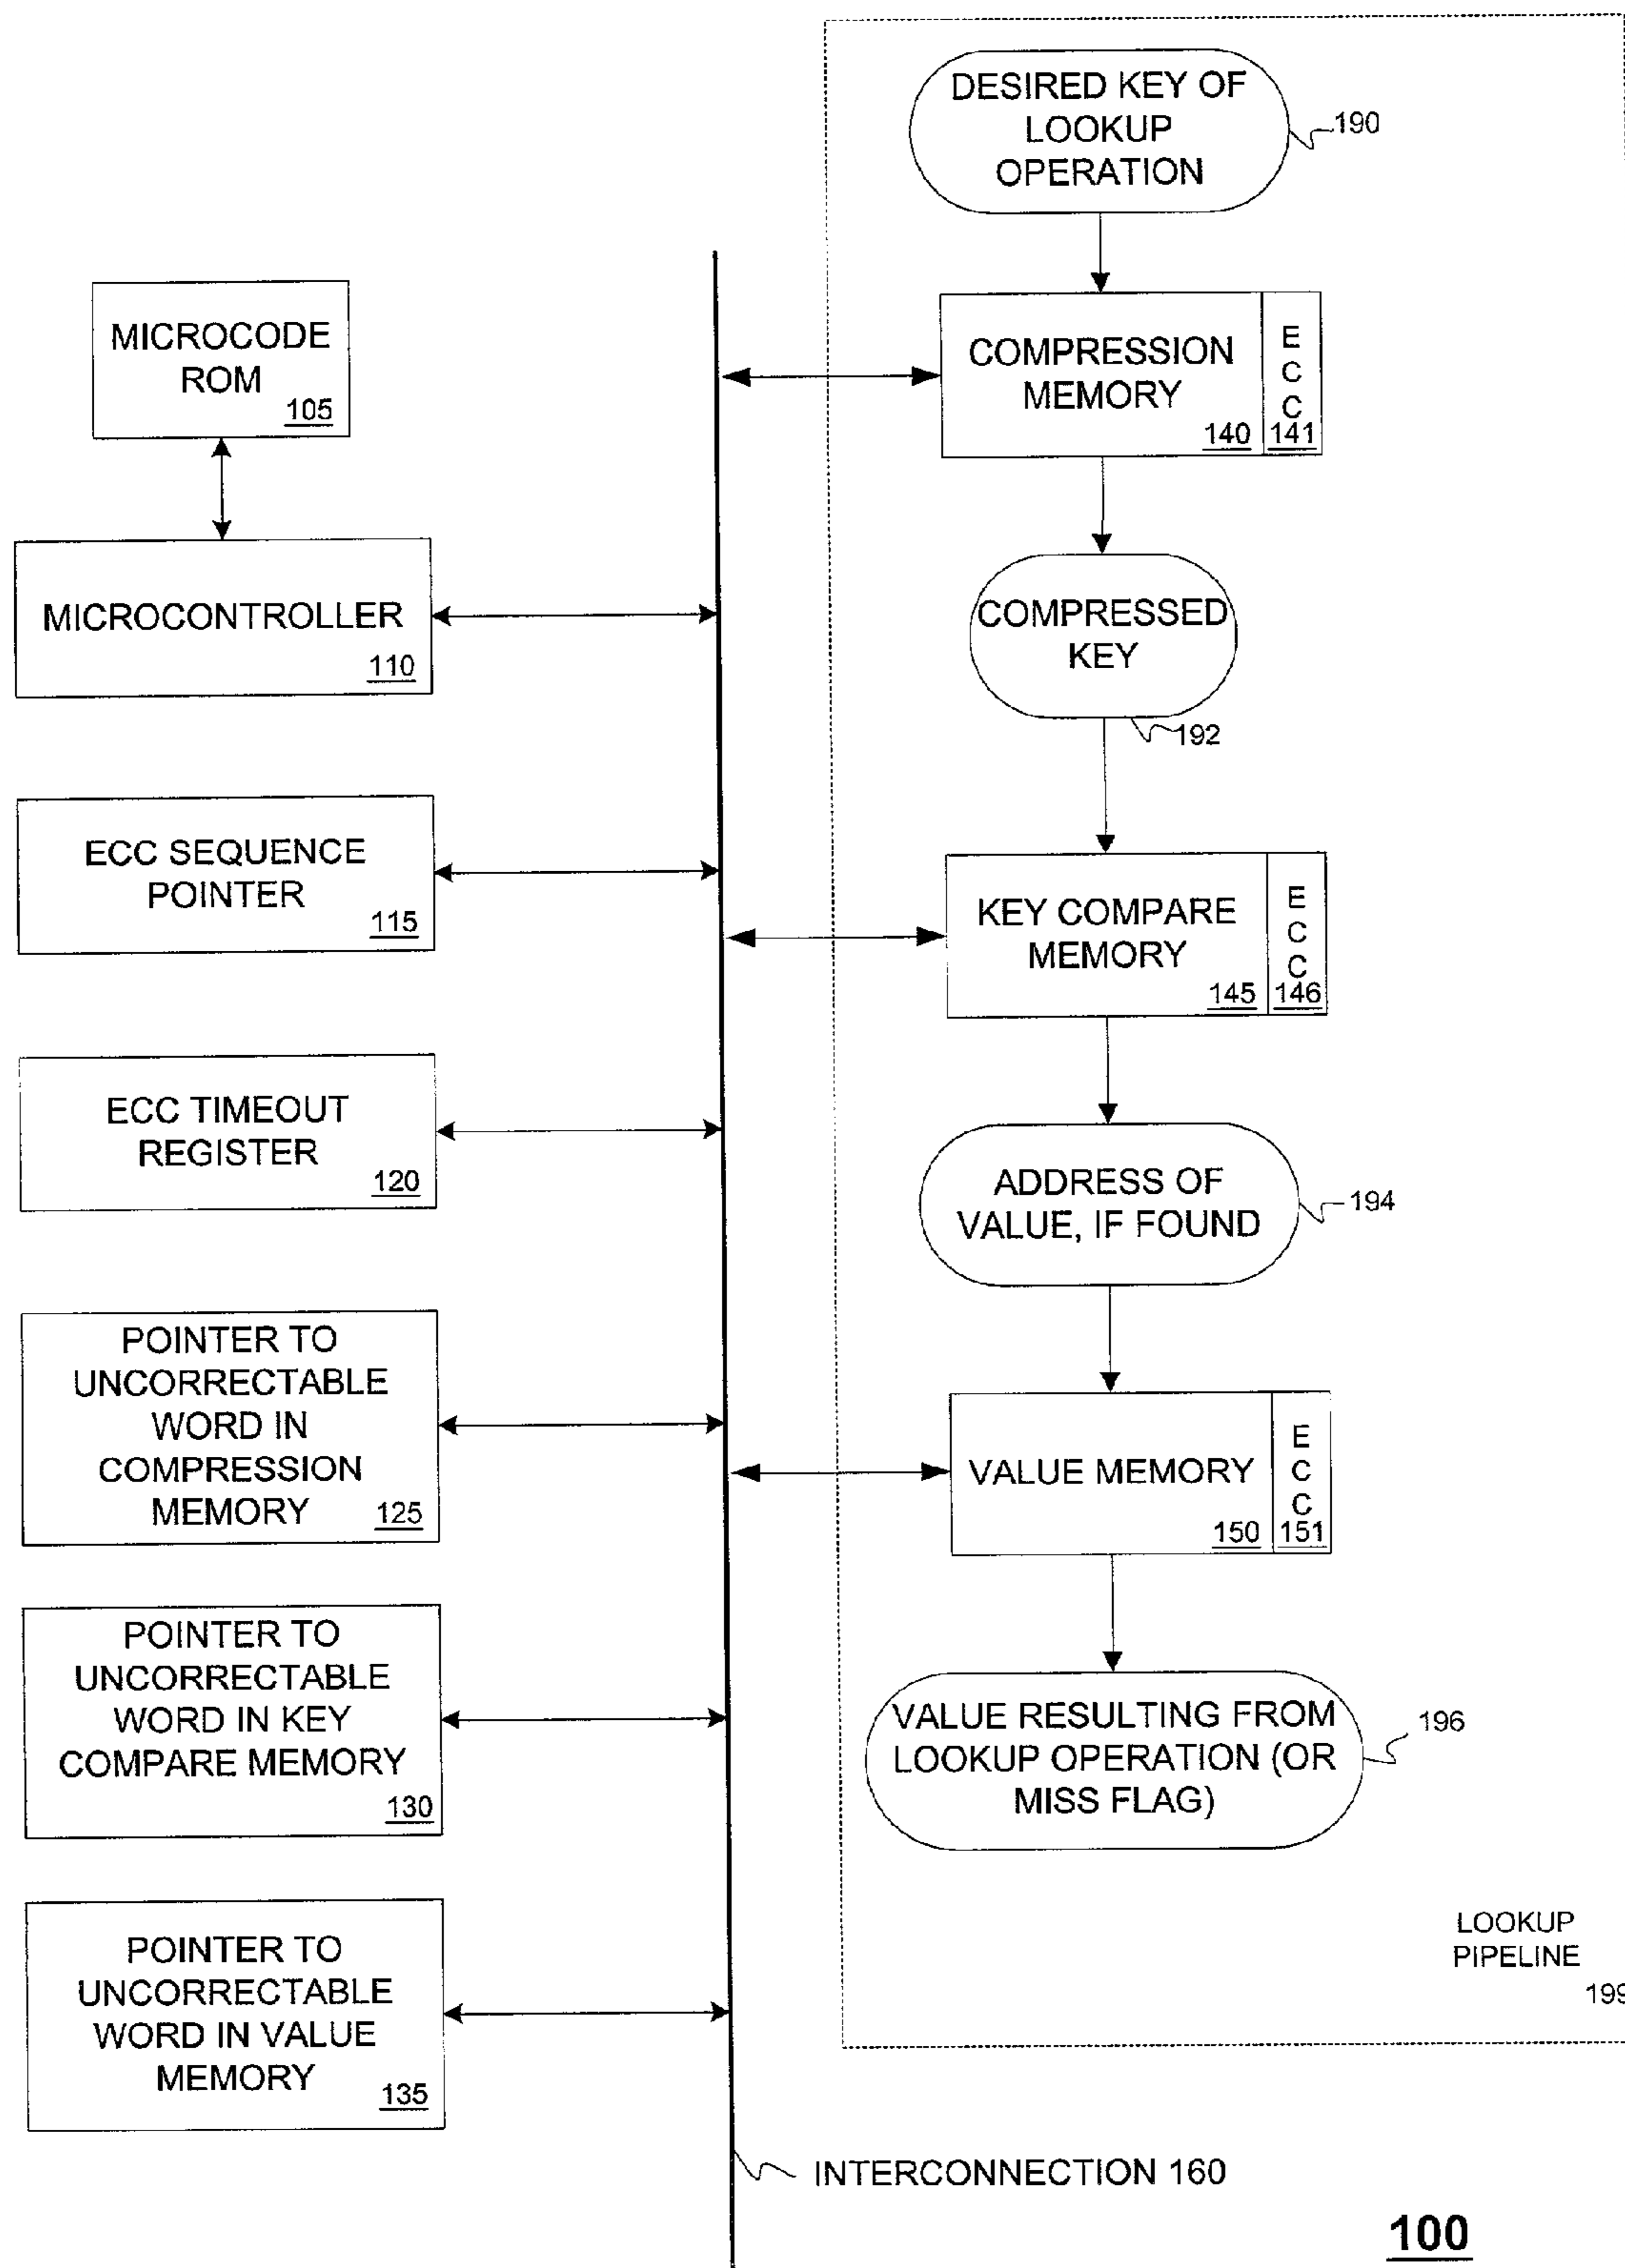 MICROCODE
ROM
105
MICROCONTROLLER
110
ECC SEQUENCE
POINTER
115
ECC TIMEOUT
REGISTER
120
POINTER TO
UNCORRECTABLE
WORD IN
COMPRESSION
MEMORY
125
POINTER TO
UNCORRECTABLE
WORD IN KEY
COMPARE MEMORY
130
POINTER TO
UNCORRECTABLE
WORD IN VALUE
MEMORY
135
DESIRED KEY OF
LOOKUP
OPERATION
190
COMPRESSION
MEMORY
140
E
C
C
141
COMPRESSED
KEY
192
KEY COMPARE
MEMORY
145
E
C
C
146
ADDRESS OF
VALUE, IF FOUND
194
VALUE MEMORY
150
E
C
C
151
VALUE RESULTING FROM
LOOKUP OPERATION (OR
MISS FLAG)
196
LOOKUP
PIPELINE
199
INTERCONNECTION 160
100